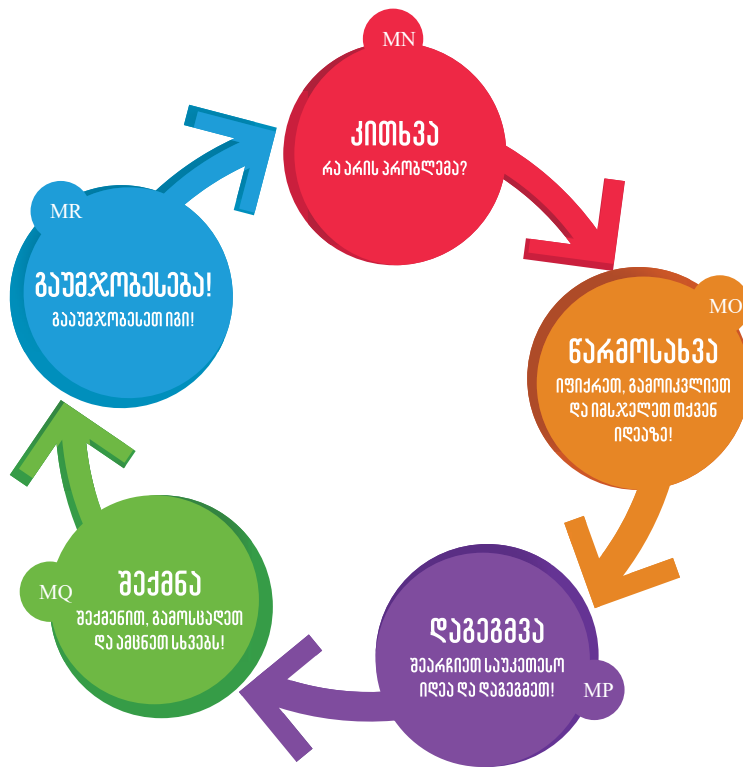 MN
კითხვა
რა არის პრობლემა?
MO
წარმოსახვა
იფიქრეთ, გამოიკვლიეთ
და იმსჯელეთ თქვენ
იდეაზე!
დაგეგმვა
შეარჩიეთ საუკეთესო
იდეა და დაგეგმეთ!
MP
შექმნა
MQ
შექმენით, გამოსცადეთ
და ამცნეთ სხვებს!
MR
გაუმჯობესება!
გააუმჯობესეთ იგი!